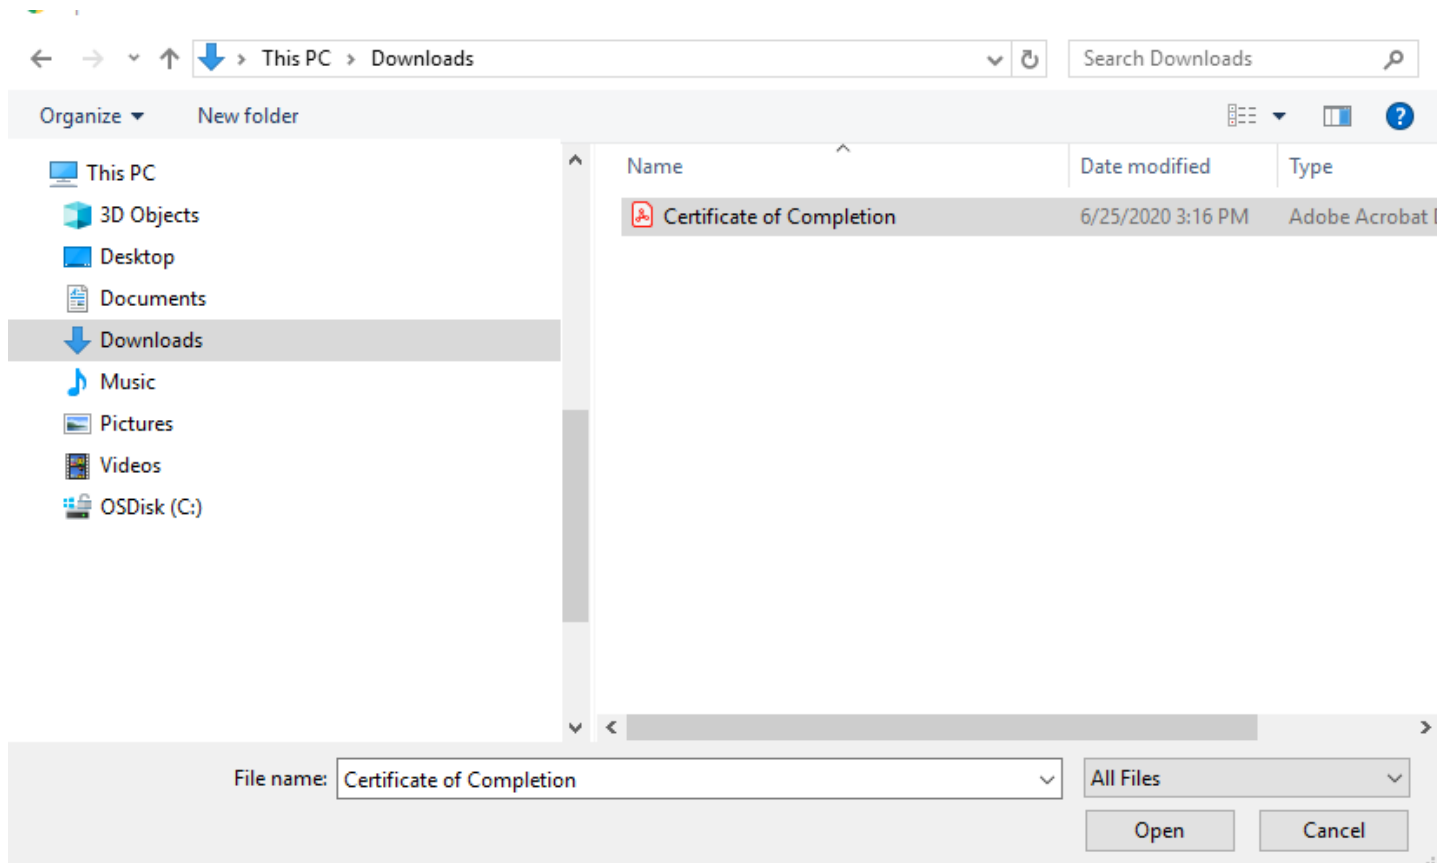 This PC > Downloads
Search Downloads
Organize
New folder
Name
Date modified
Type
This PC
3D Objects
Desktop
Documents
Downloads
Music
Pictures
Videos
OSDisk (C:)
Certificate of Completion 6/25/2020 3:16 PM Adobe Acrobat
File name: Certificate of Completion
All Files
Open
Cancel